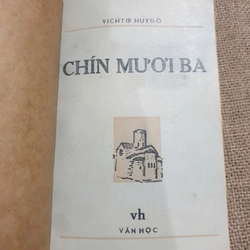 VICHTO HUYGÔ
CHÍN MƯƠI BA
vh
VĂN HỌC